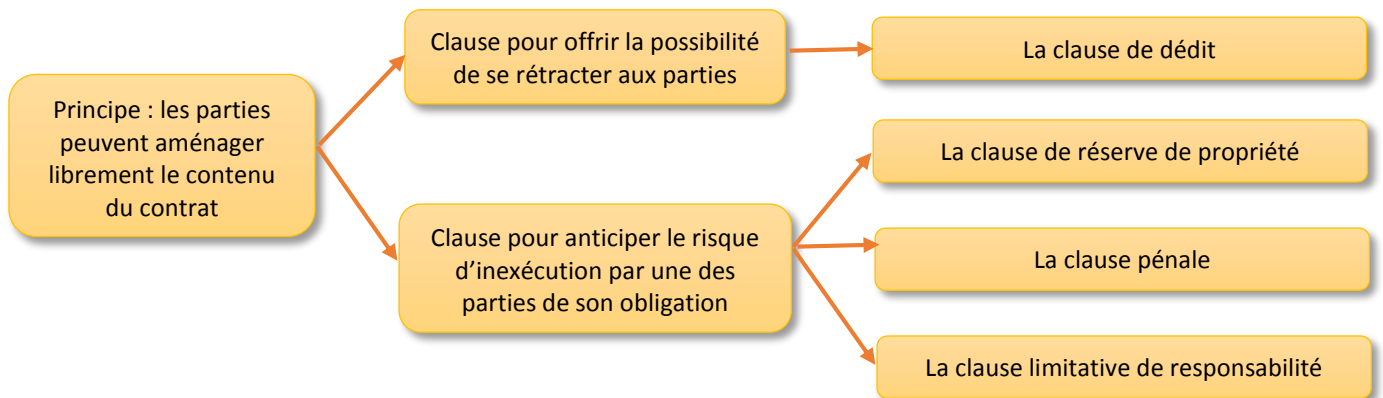 Principe : les parties
peuvent aménager
librement le contenu
du contrat
Clause pour offrir la possibilité
de se rétracter aux parties
La clause de dédit
Clause pour anticiper le risque
d’inexécution par une des
parties de son obligation
La clause de réserve de propriété
La clause pénale
La clause limitative de responsabilité